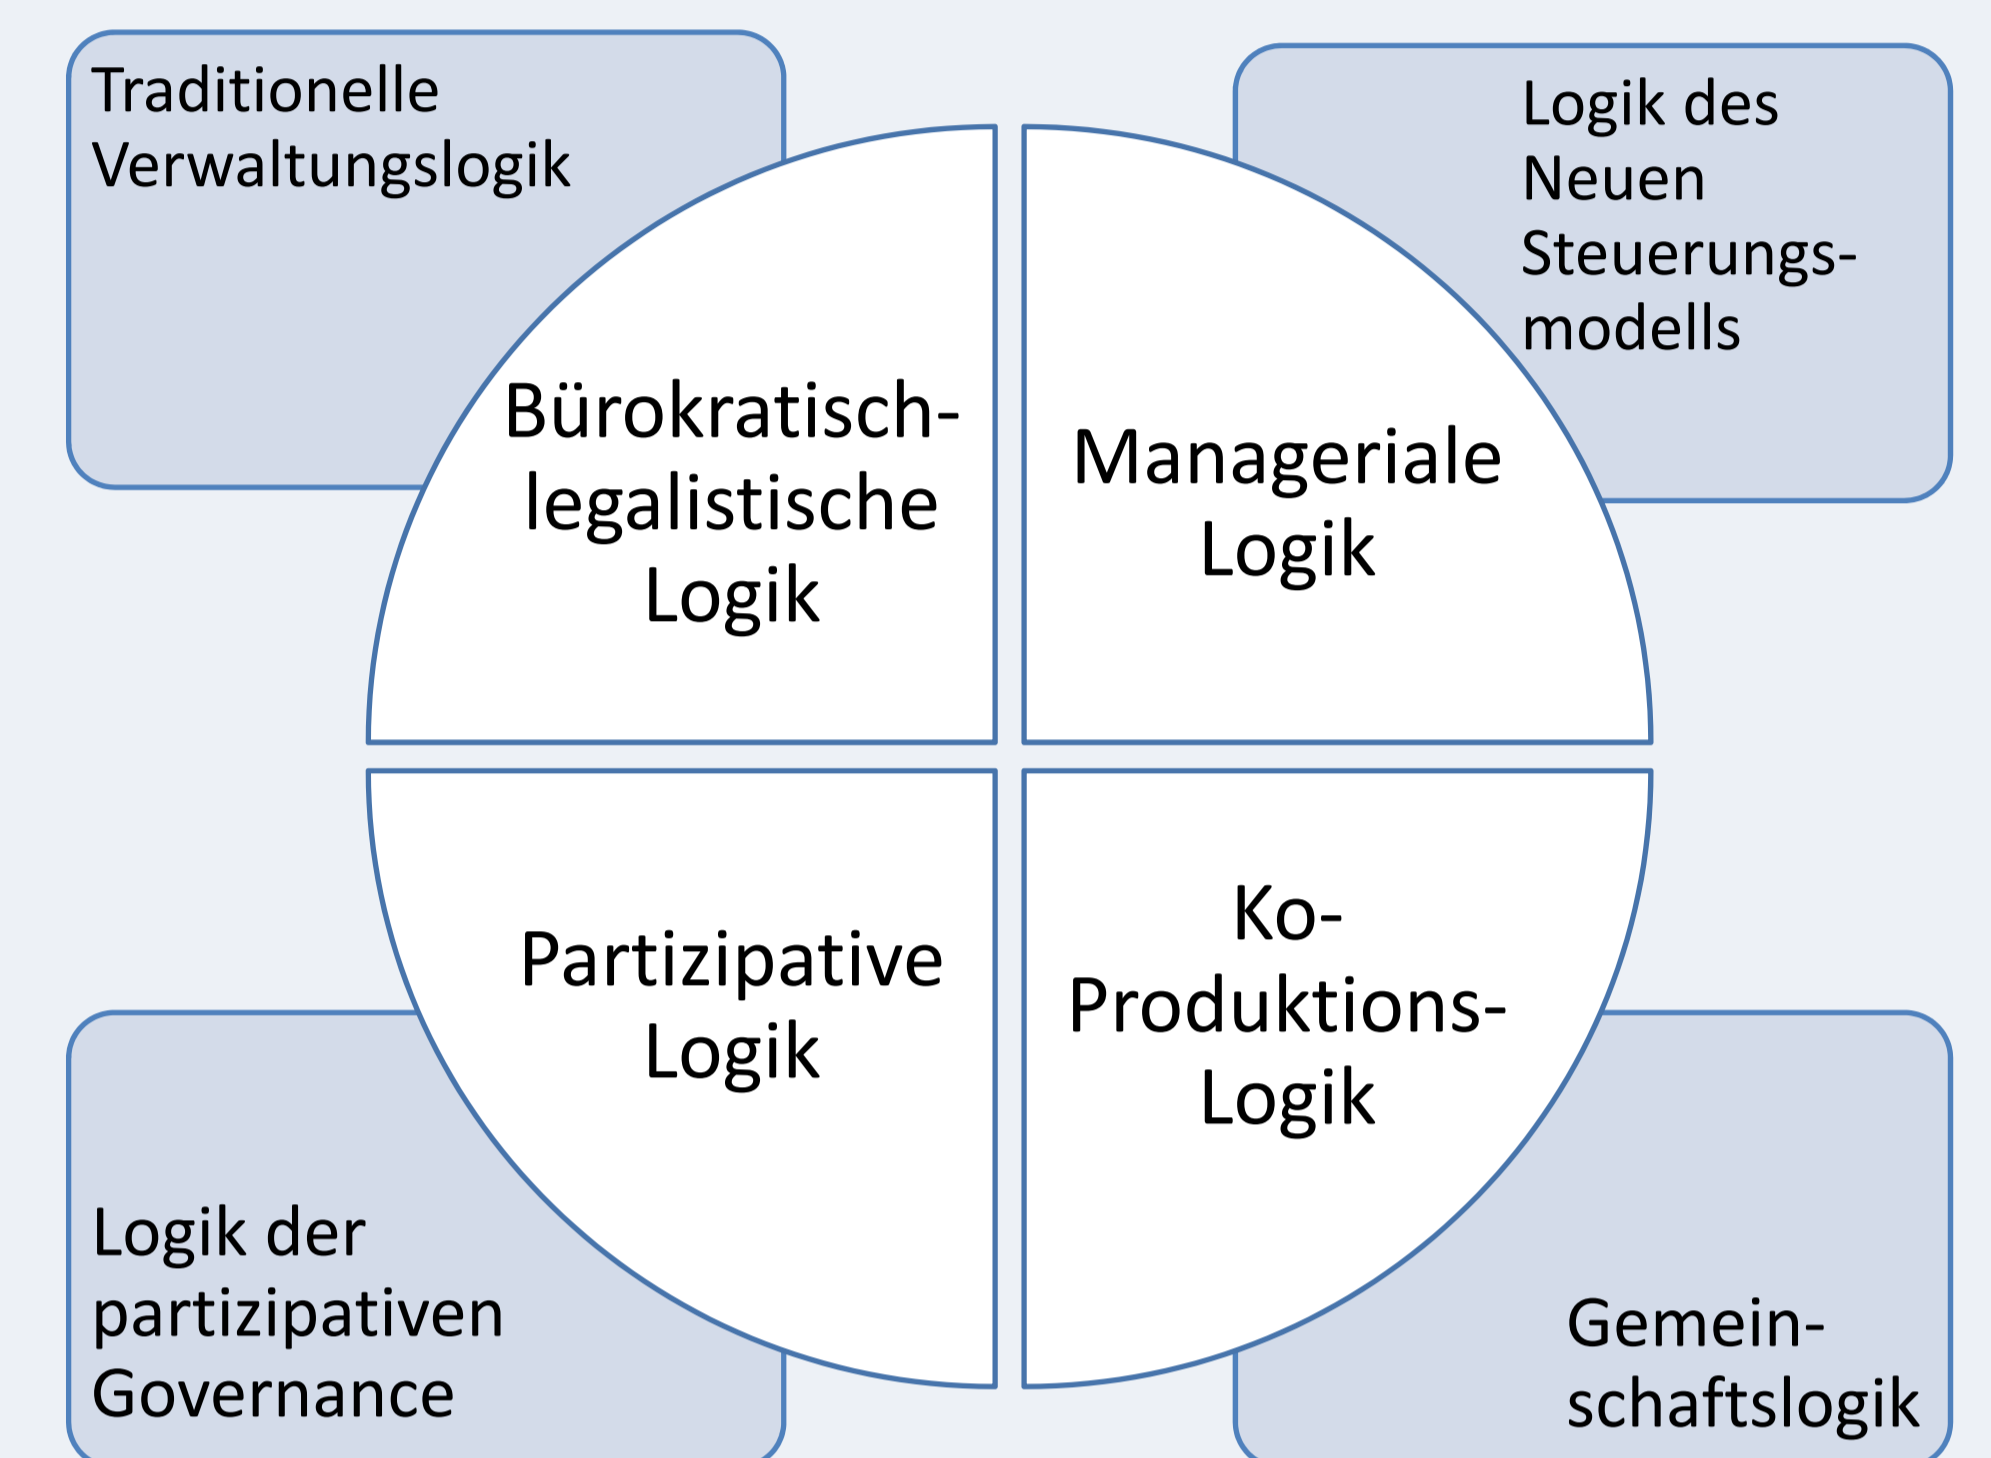 Traditionelle
Verwaltungslogik
Logik des
Neuen
Steuerungs-
modells
Bürokratisch-
legalistische
Logik
Manageriale
Logik
Partizipative
Logik
Ko-
Produktions-
Logik
Logik der
partizipativen
Governance
Gemein-
schaftslogik